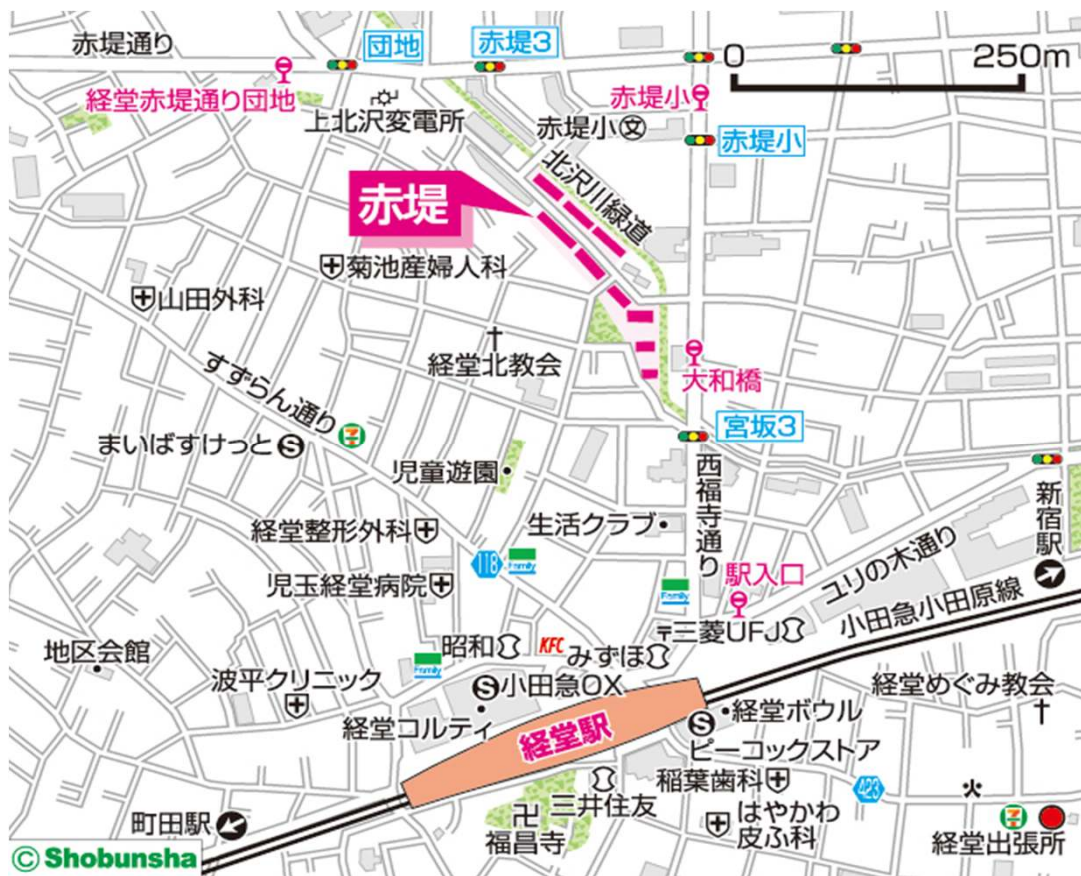 赤堤通り
団地
赤堤3
0
250m
経堂赤堤通り団地
赤堤小
上北沢変電所
赤堤小
文
赤堤小
北沢川緑道
赤堤
菊池産婦人科
山田外科
経堂北教会
大和橋
すずらん通り
7
宮坂3
まいばすけっと
S
児童遊園
西福寺通り
新宿駅
経堂整形外科
生活クラブ
118
Family
児玉経堂病院
Family
駅入口
ユリの木通り
小田急小田原線
〒三菱UFJ
地区会館
昭和
KFC
みずほ
Family
波平クリニック
S
小田急OX
経堂めぐみ教会
経堂コルティ
経堂駅
S
経堂ボウル
ピーコックストア
稲葉歯科
423
三井住友
町田駅
卍
福昌寺
はやかわ
皮ふ科
7
経堂出張所
© Shobunsha